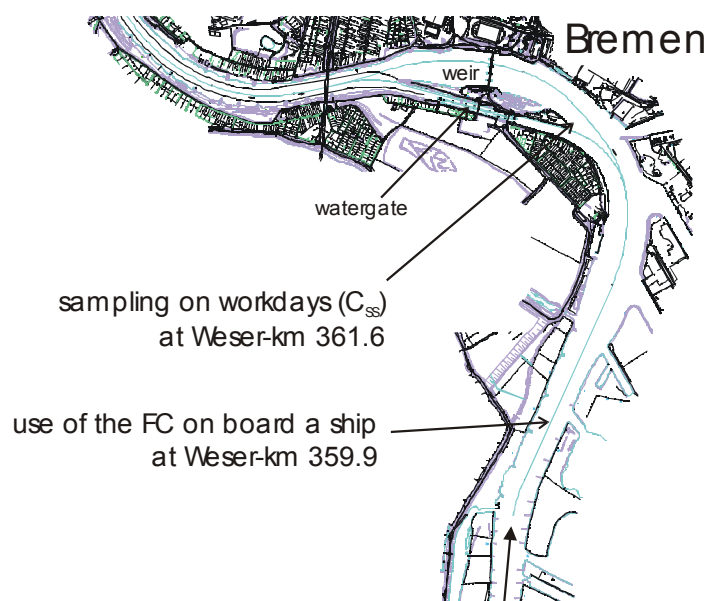 Bremen
weir
watergate
sampling on workdays (Css)
at Weser-km 361.6
use of the FC on board a ship
at Weser-km 359.9